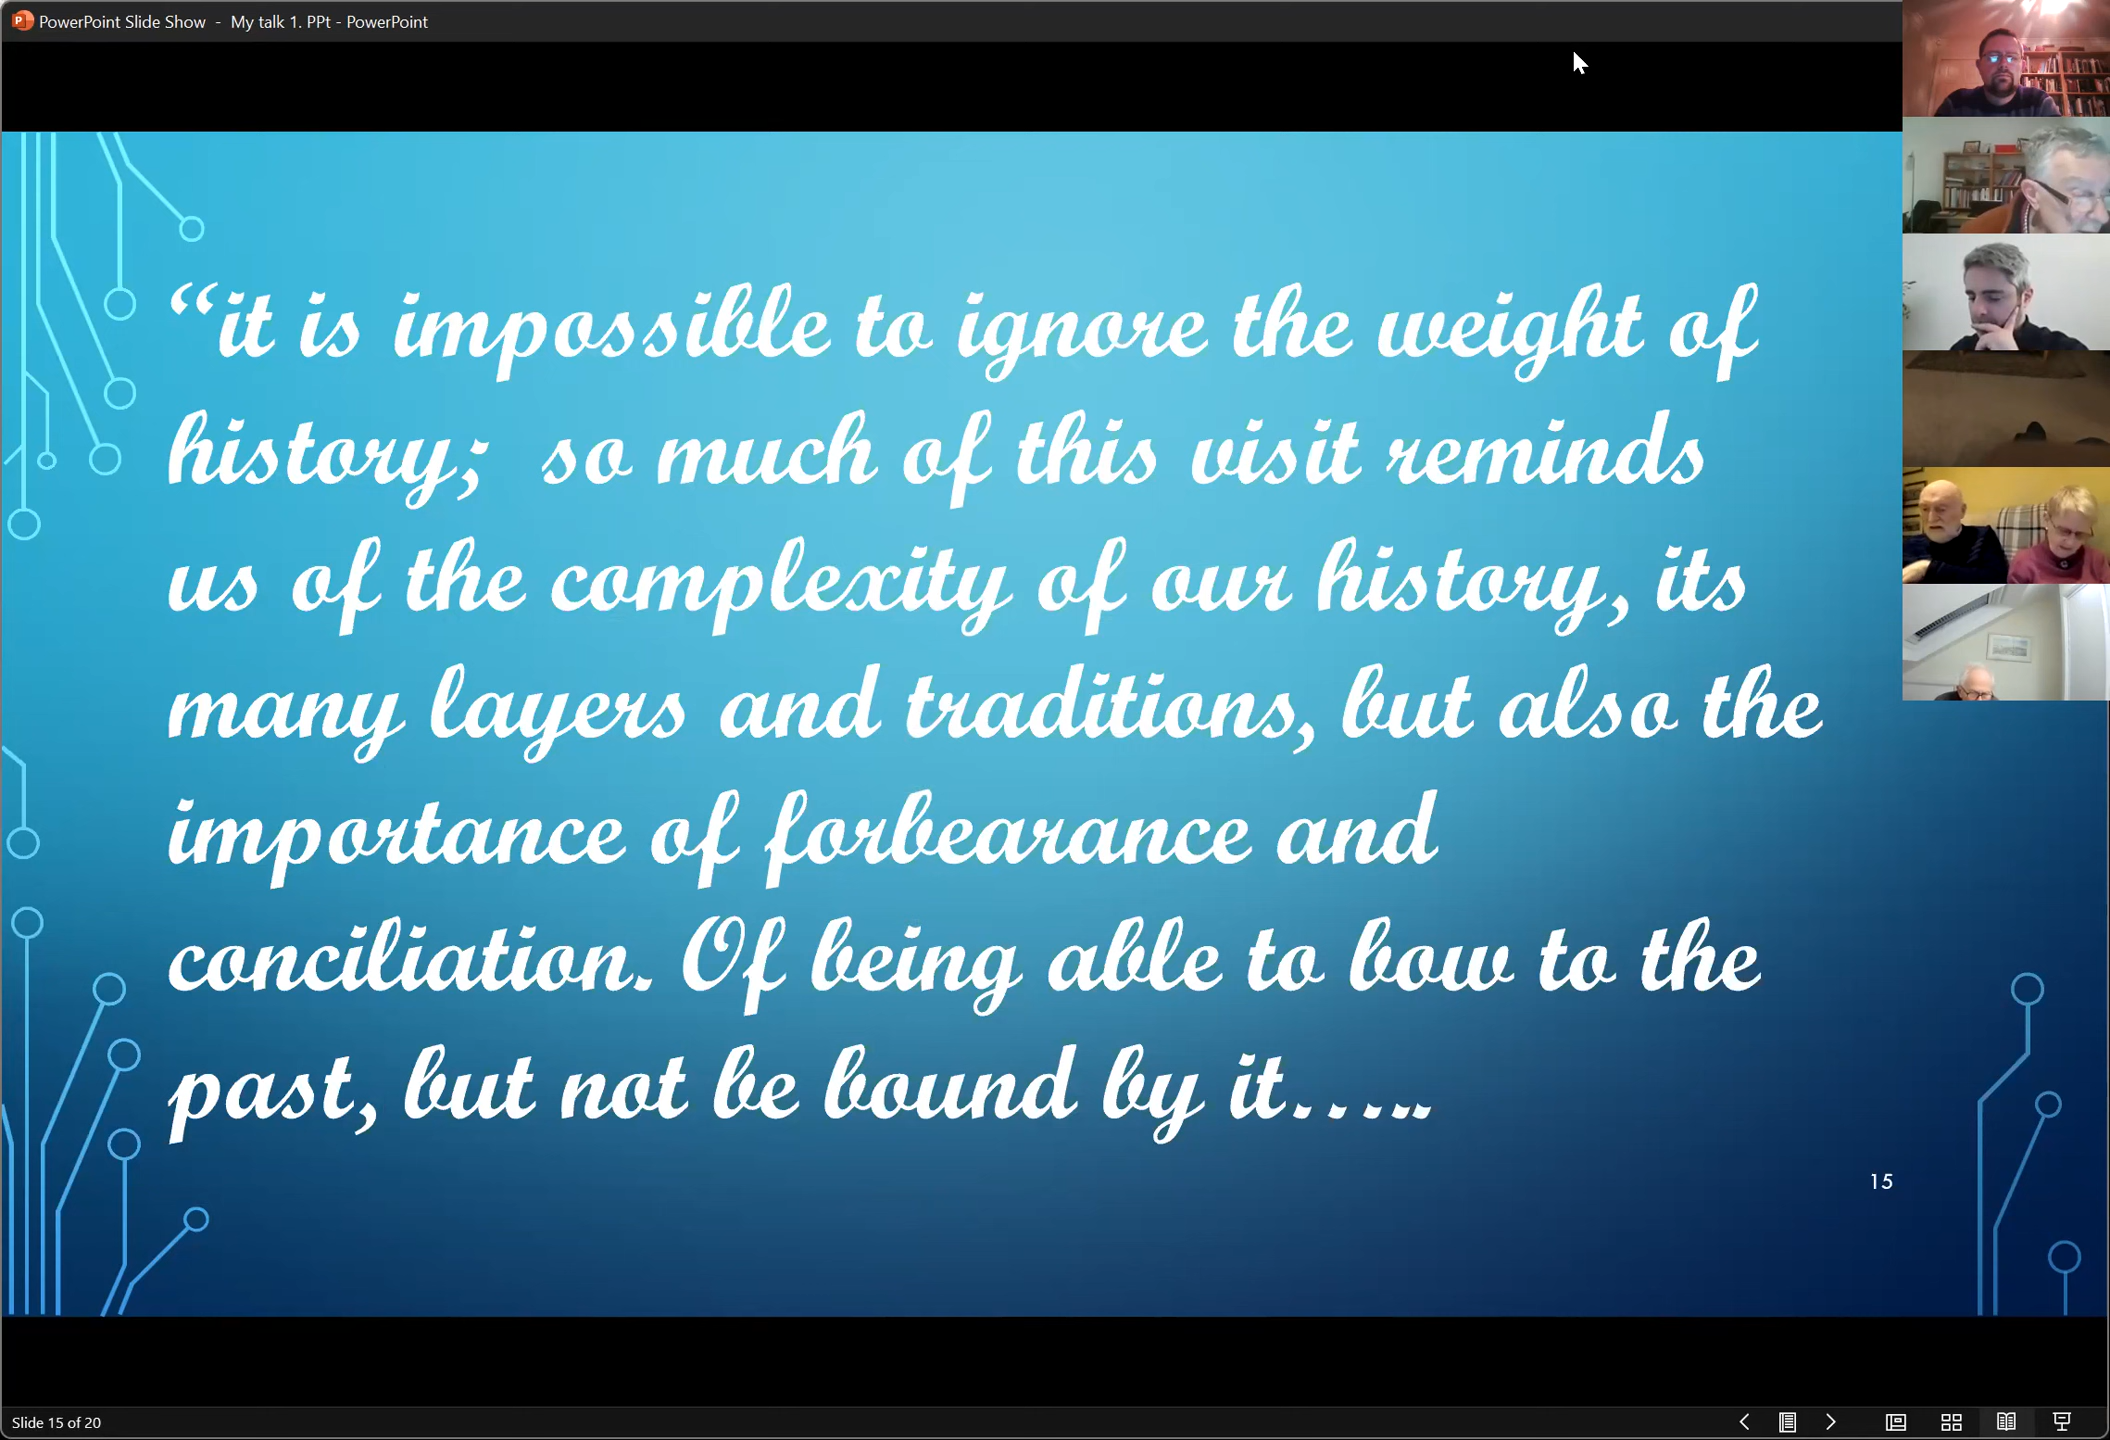 PowerPoint Slide Show - My talk 1. PPt - PowerPoint
“it is impossible to ignore the weight of
history; so much of this visit reminds
us of the complexity of our history, its
many layers and traditions, but also the
importance of forbearance and
conciliation. Of being able to bow to the
past, but not be bound by it…..
15
Slide 15 of 20